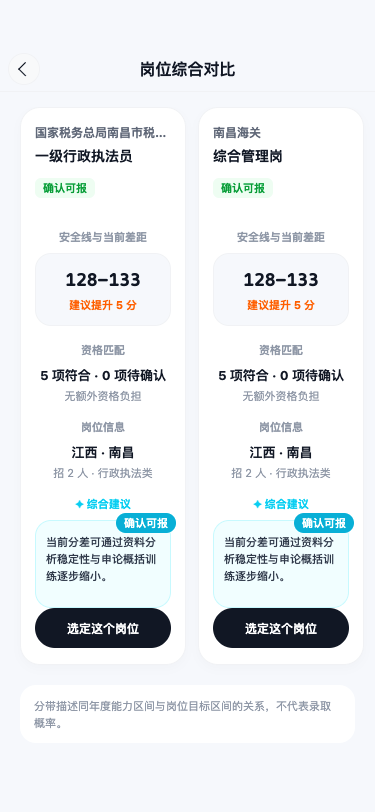 岗位综合对比
国家税务总局南昌市税...
一级行政执法员
确认可报
安全线与当前差距
128–133
建议提升 5 分
资格匹配
5 项符合 · 0 项待确认
无额外资格负担
岗位信息
江西 · 南昌
招 2 人 · 行政执法类
✦ 综合建议
确认可报
当前分差可通过资料分
析稳定性与申论概括训
练逐步缩小。
选定这个岗位
南昌海关
综合管理岗
确认可报
安全线与当前差距
128–133
建议提升 5 分
资格匹配
5 项符合 · 0 项待确认
无额外资格负担
岗位信息
江西 · 南昌
招 2 人 · 行政执法类
✦ 综合建议
确认可报
当前分差可通过资料分
析稳定性与申论概括训
练逐步缩小。
选定这个岗位
分带描述同年度能力区间与岗位目标区间的关系，不代表录取
概率。